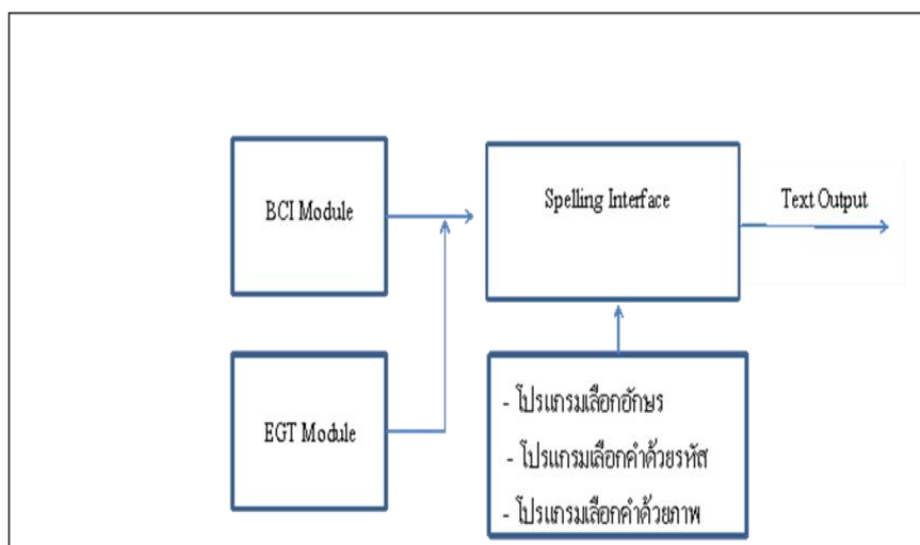 BCI Module
Spelling Interface
Text Output
EGT Module
- โปรแกรมเลือกอักษร
- โปรแกรมเลือกคำด้วยรหัส
- โปรแกรมเลือกคำด้วยภาพ